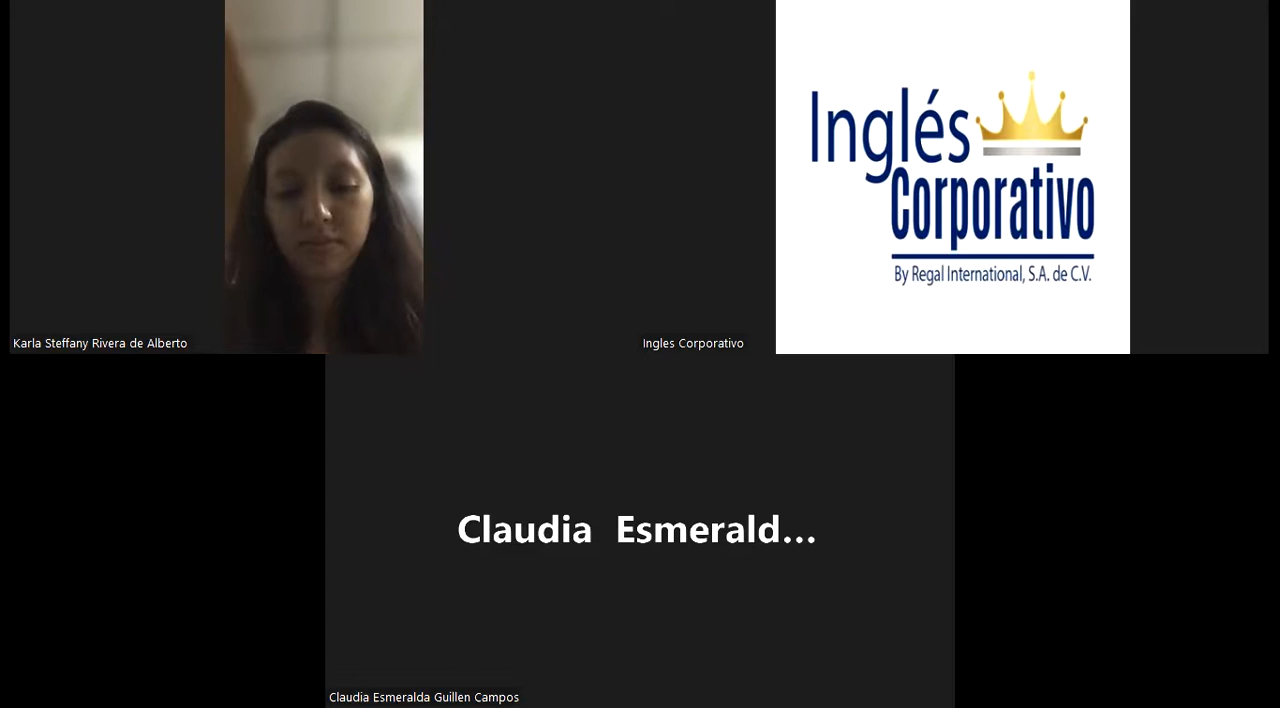 Inglés
Corporativo
By Regal International, S.A. de C.V.
Karla Steffany Rivera de Alberto
Ingles Corporativo
Claudia Esmerald...
Claudia Esmeralda Guillen Campos